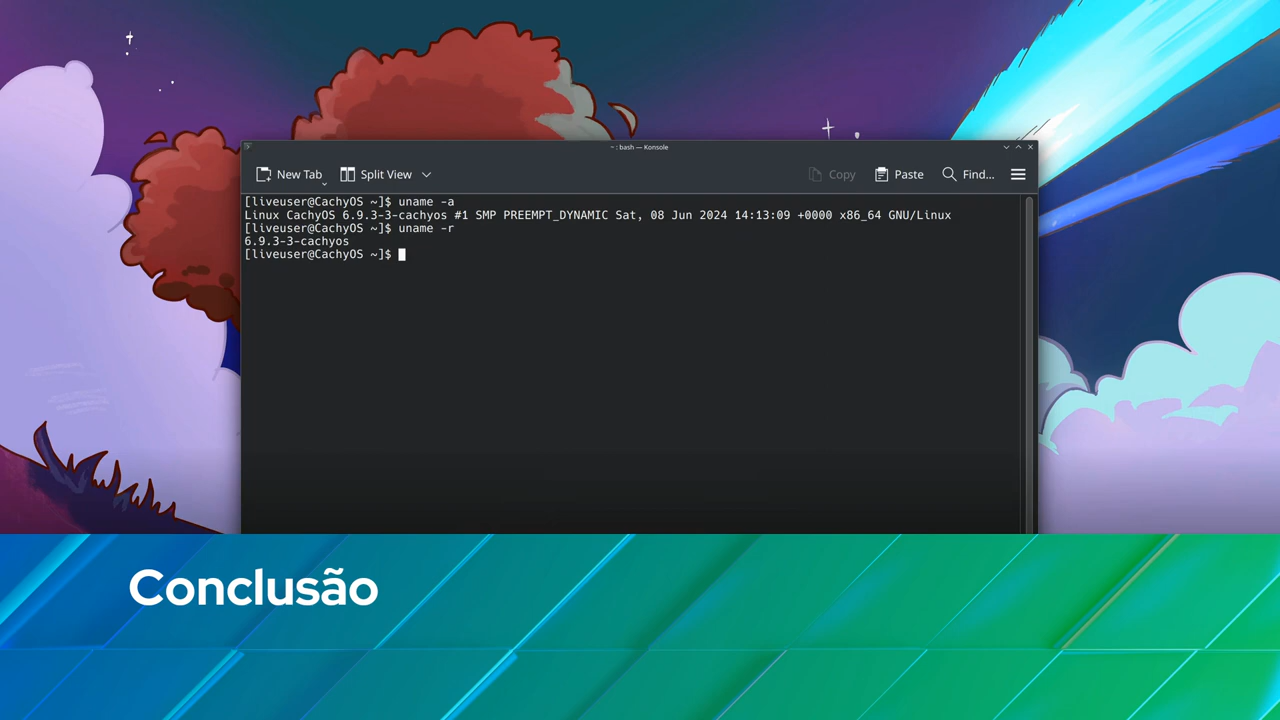 ~ : bash — Konsole
New Tab Split View Copy Paste Find...
[liveuser@CachyOS ~]$ uname -a
Linux CachyOS 6.9.3-3-cachyos #1 SMP PREEMPT_DYNAMIC Sat, 08 Jun 2024 14:13:09 +0000 x86_64 GNU/Linux
[liveuser@CachyOS ~]$ uname -r
6.9.3-3-cachyos
[liveuser@CachyOS ~]$
Conclusão